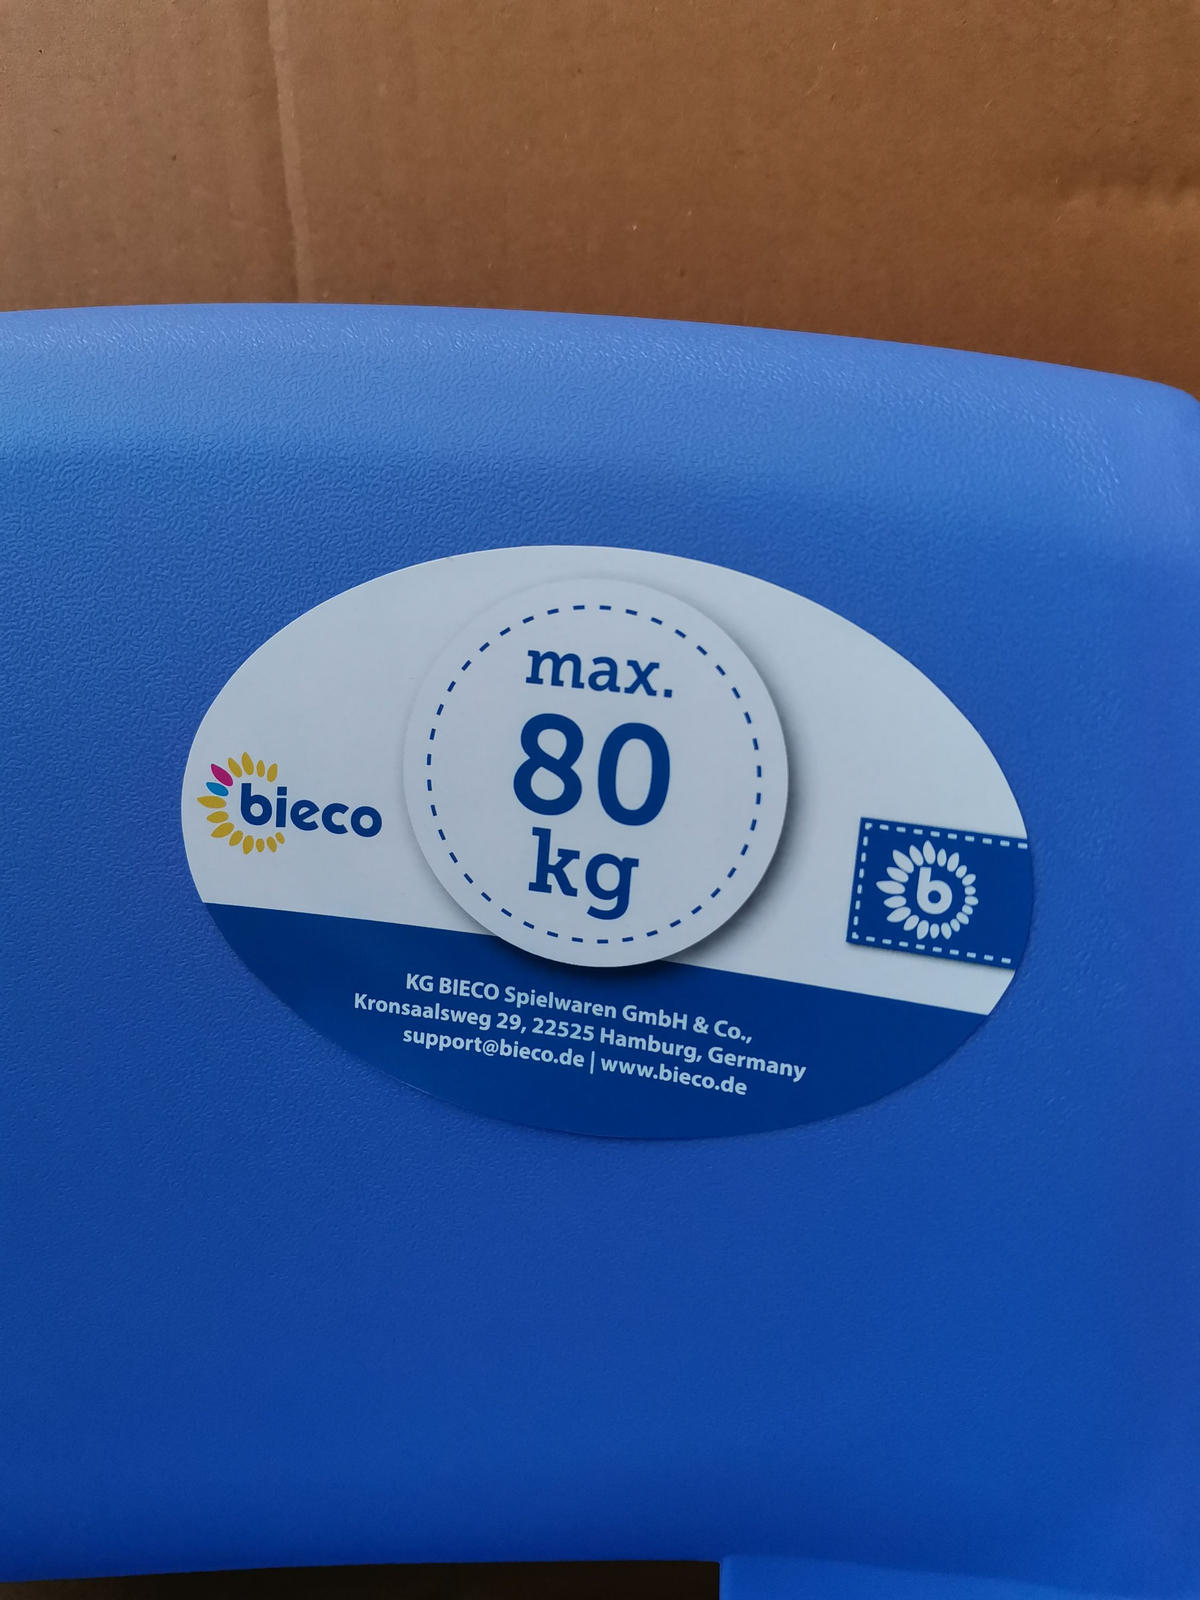 max.
80
kg
bieco
b
KG BIECO Spielwaren GmbH & Co.,
Kronsaalsweg 29, 22525 Hamburg, Germany
support@bieco.de | www.bieco.de